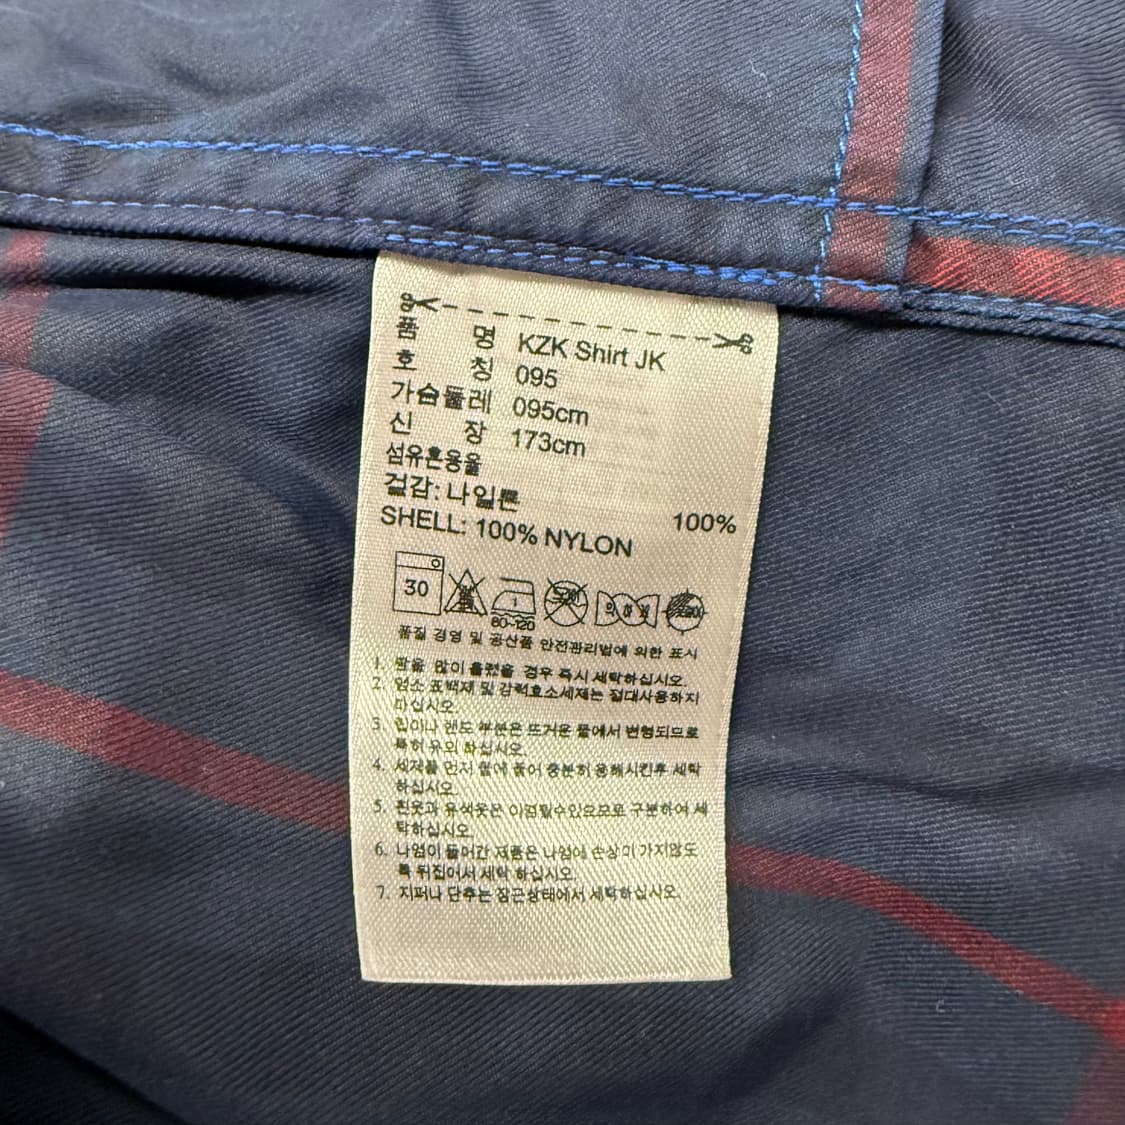 품 명 KZK Shirt JK
호 칭 095
가슴둘레 095cm
신 장 173cm
섬유혼용율
겉감: 나일론 100%
SHELL: 100% NYLON
30
80~120
품질 경영 및 공산품 안전관리법에 의한 표시
1. 땀을 많이 흘렸을 경우 즉시 세탁하십시오.
2. 염소 표백제 및 강력효소세제는 절대사용하지
마십시오.
3. 립이나 랜드 부분은 뜨거운 물에서 변형되므로
특히 유의 하십시오.
4. 세제를 먼저 물에 풀어 충분히 용해시킨후 세탁
하십시오.
5. 흰옷과 유색옷은 이염될수있으므로 구분하여 세
탁하십시오.
6. 나염이 들어간 제품은 나염에 손상이 가지않도
록 뒤집어서 세탁 하십시오.
7. 지퍼나 단추는 잠근상태에서 세탁하십시오.